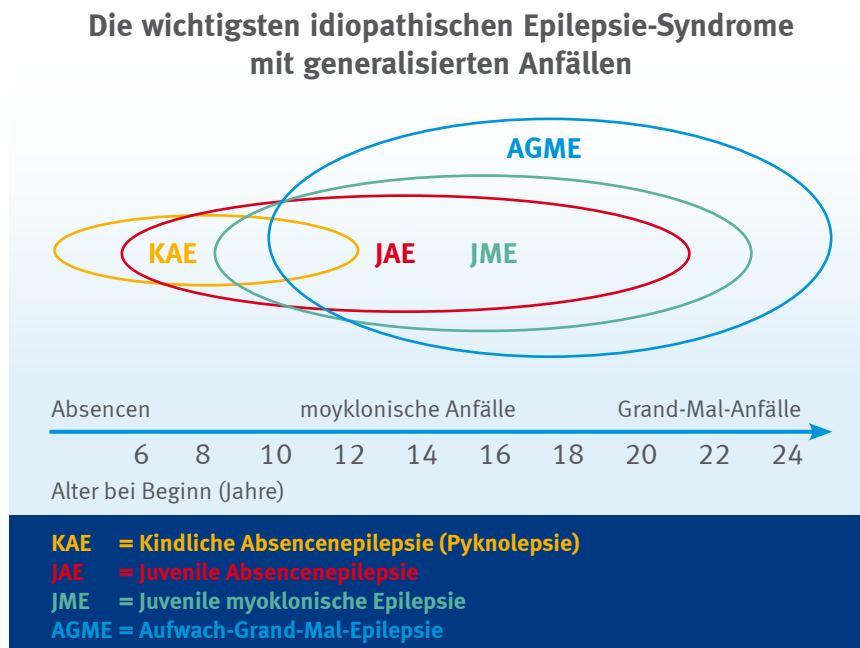 Die wichtigsten idiopathischen Epilepsie-Syndrome
mit generalisierten Anfällen
AGME
KAE JAE JME
Absencen moyklonische Anfälle Grand-Mal-Anfälle
6 8 10 12 14 16 18 20 22 24
Alter bei Beginn (Jahre)
KAE = Kindliche Absencenepilepsie (Pyknolepsie)
JAE = Juvenile Absencenepilepsie
JME = Juvenile myoklonische Epilepsie
AGME = Aufwach-Grand-Mal-Epilepsie